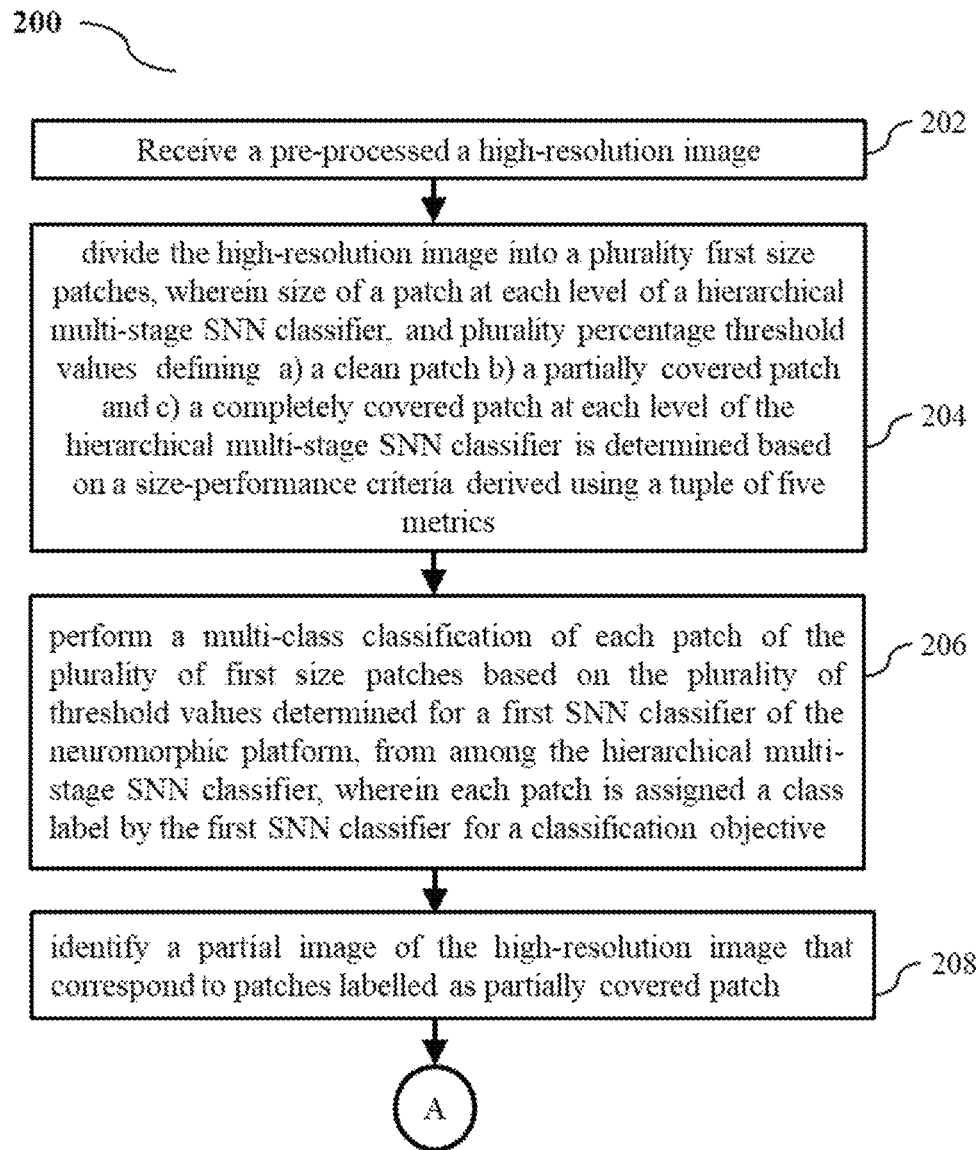 200
202
Receive a pre-processed a high-resolution image
divide the high-resolution image into a plurality first size
patches, wherein size of a patch at each level of a hierarchical
multi-stage SNN classifier, and plurality percentage threshold
values defining a) a clean patch b) a partially covered patch
and c) a completely covered patch at each level of the
hierarchical multi-stage SNN classifier is determined based
on a size-performance criteria derived using a tuple of five
metrics
204
perform a multi-class classification of each patch of the
plurality of first size patches based on the plurality of
threshold values determined for a first SNN classifier of the
neuromorphic platform, from among the hierarchical multi-
stage SNN classifier, wherein each patch is assigned a class
label by the first SNN classifier for a classification objective
206
identify a partial image of the high-resolution image that
correspond to patches labelled as partially covered patch
208
A